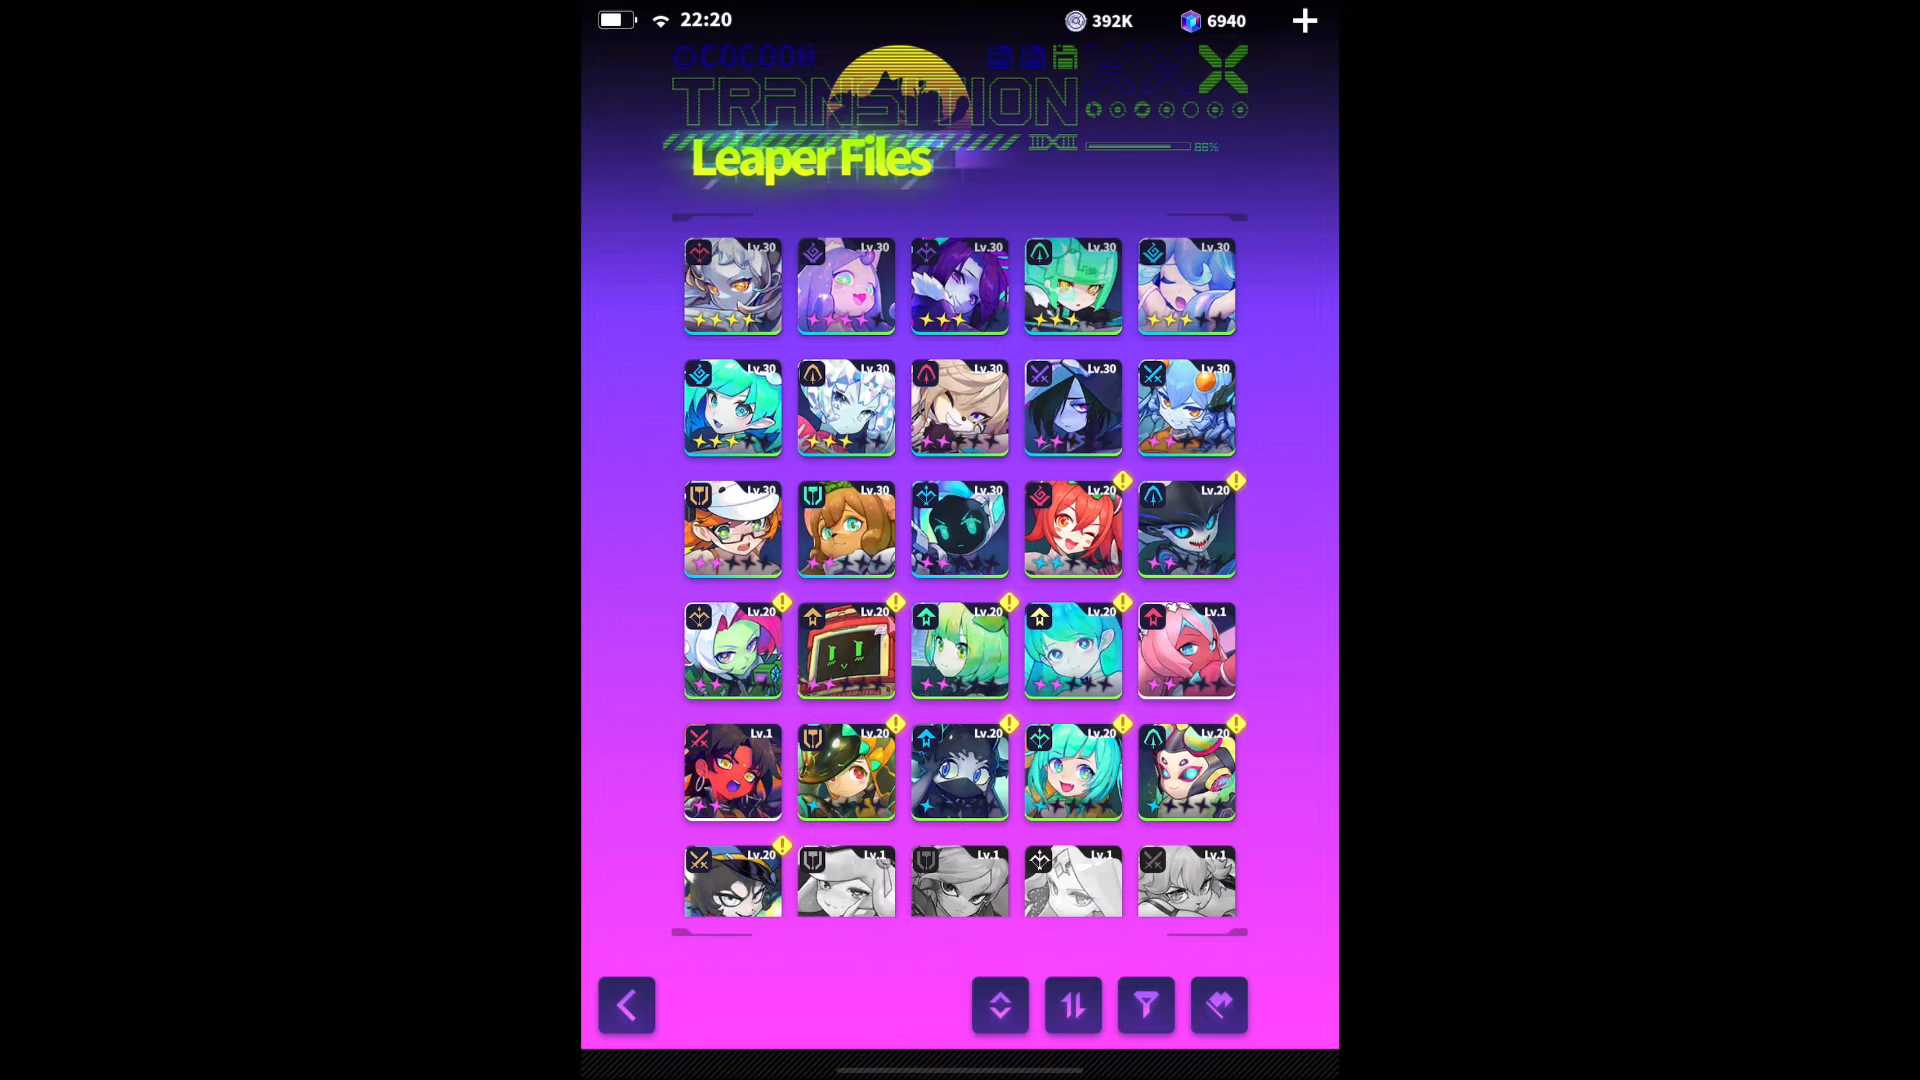 22:20 392K 6940
COCOOA
TRANSITION
86%
Leaper Files
Lv.30 Lv.30 Lv.30 Lv.30 Lv.30
Lv.30 Lv.30 Lv.30 Lv.30 Lv.30
Lv.30 Lv.30 Lv.30 Lv.20 Lv.20
Lv.20 Lv.20 Lv.20 Lv.20 Lv.1
Lv.1 Lv.20 Lv.20 Lv.20 Lv.20
Lv.20 Lv.1 Lv.1 Lv.1 Lv.1